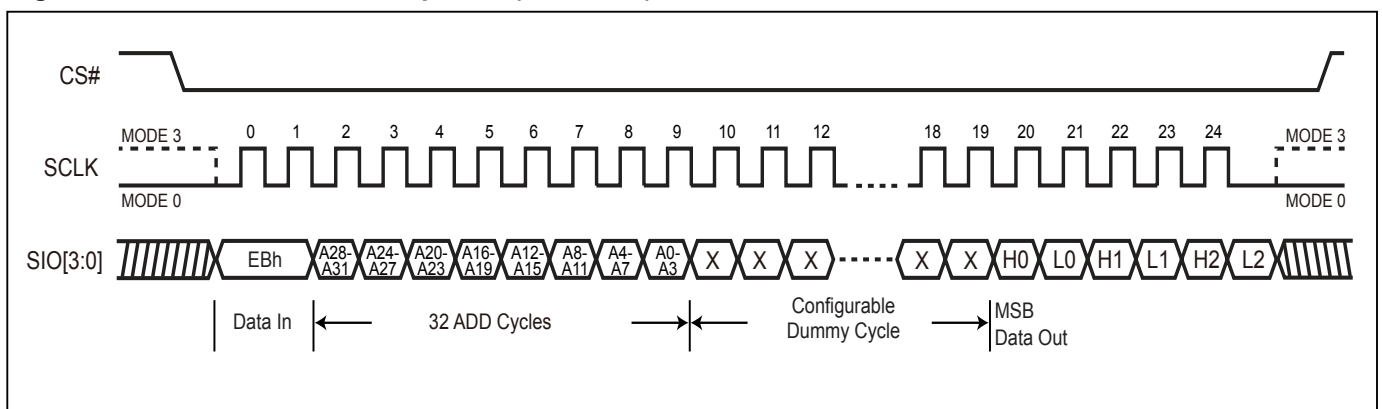 CS#
MODE 3
0 1 2 3 4 5 6 7 8 9 10 11 12 18 19 20 21 22 23 24
MODE 3
SCLK
MODE 0
MODE 0
SIO[3:0]
EBh
A28-
A31
A24-
A27
A20-
A23
A16-
A19
A12-
A15
A8-
A11
A4-
A7
A0-
A3
X X X X X H0 L0 H1 L1 H2 L2
Data In
32 ADD Cycles
Configurable
Dummy Cycle
MSB
Data Out